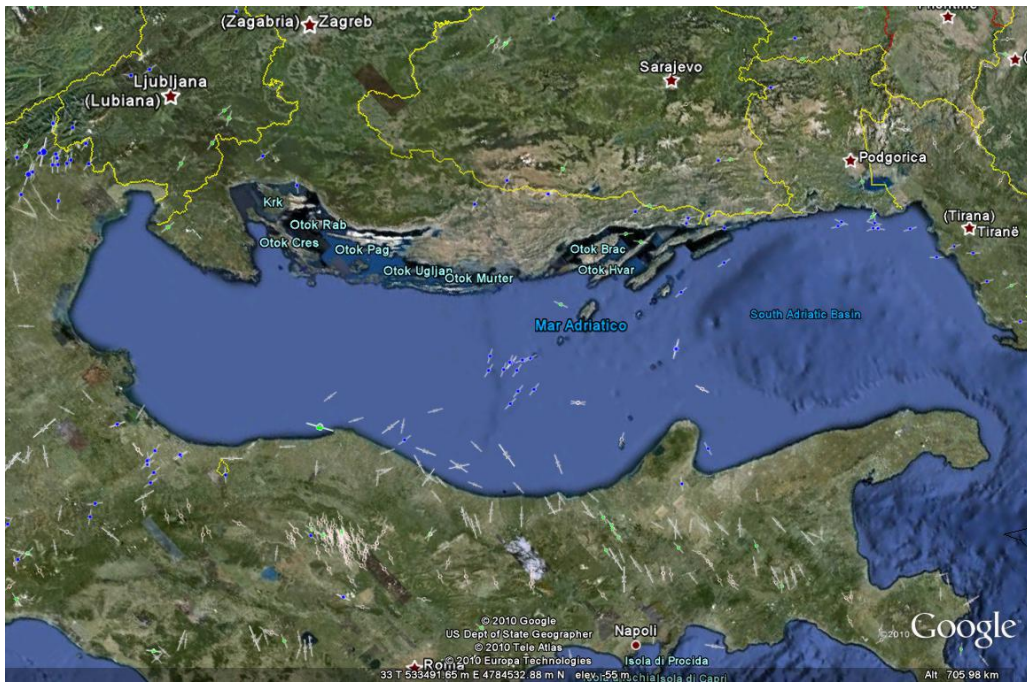 (Zagabria) Zagreb
Sarajevo
Ljubljana
(Lubiana)
Podgorica
Krk
Otok Rab
(Tirana)
Tiranë
Otok Cres
Otok Pag
Otok Brac
Otok Ugljan
Otok Murter
Otok Hvar
South Adriatic Basin
Mar Adriatico
© 2010 Google
US Dept of State Geographer
© 2010 Tele Atlas
© 2010 Europa Technologies
Napoli
©2010 Google
Roma
Isola di Procida
Isola di Capri
33 T 533491.65 m E 4784532.88 m N elev -55 m
Alt 705.98 km